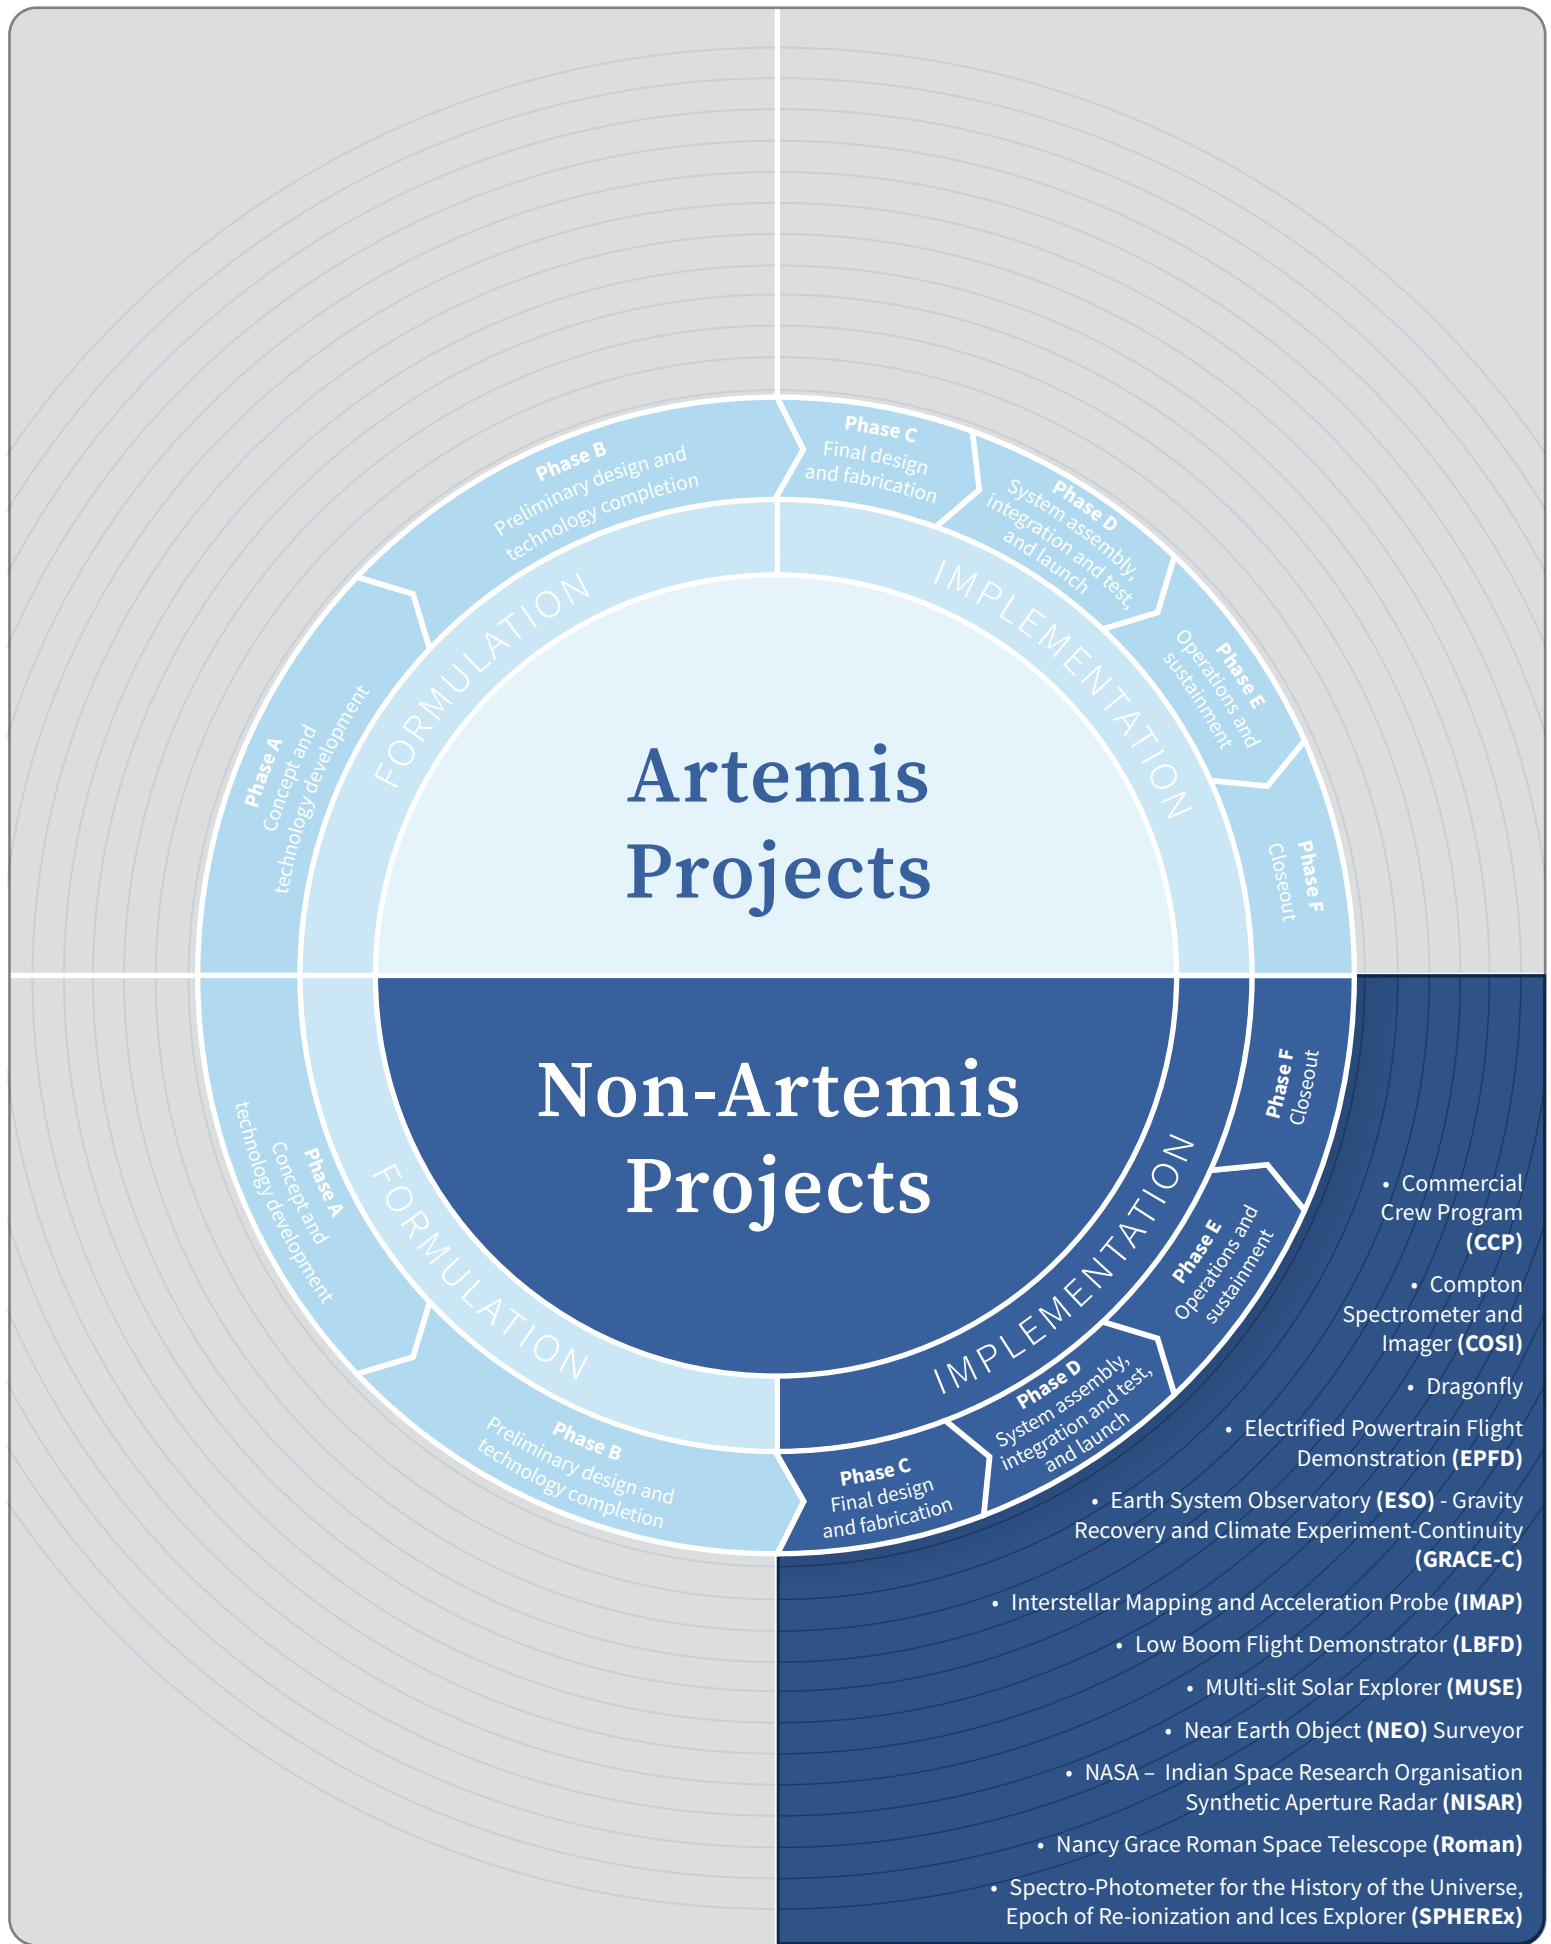 Phase A
Concept and
technology development
Phase B
Preliminary design and
technology completion
Phase C
Final design
and fabrication
Phase D
System assembly,
integration and test,
and launch
Phase E
Operations and
sustainment
Phase F
Closeout
FORMULATION
IMPLEMENTATION
Artemis
Projects
Non-Artemis
Projects
FORMULATION
IMPLEMENTATION
Phase A
Concept and
technology development
Phase B
Preliminary design and
technology completion
Phase C
Final design
and fabrication
Phase D
System assembly,
integration and test,
and launch
Phase E
Operations and
sustainment
Phase F
Closeout
• Commercial
Crew Program
(CCP)
• Compton
Spectrometer and
Imager (COSI)
• Dragonfly
• Electrified Powertrain Flight
Demonstration (EPFD)
• Earth System Observatory (ESO) - Gravity
Recovery and Climate Experiment-Continuity
(GRACE-C)
• Interstellar Mapping and Acceleration Probe (IMAP)
• Low Boom Flight Demonstrator (LBFD)
• MUlti-slit Solar Explorer (MUSE)
• Near Earth Object (NEO) Surveyor
• NASA – Indian Space Research Organisation
Synthetic Aperture Radar (NISAR)
• Nancy Grace Roman Space Telescope (Roman)
• Spectro-Photometer for the History of the Universe,
Epoch of Re-ionization and Ices Explorer (SPHEREx)